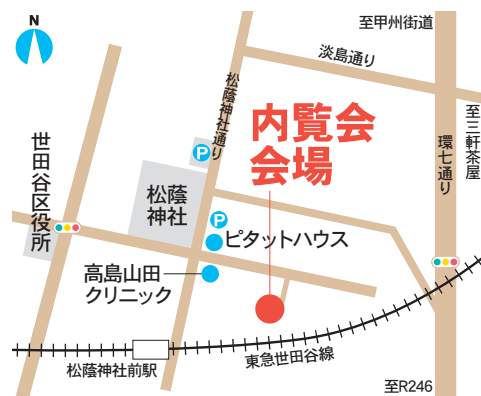 N
至甲州街道
淡島通り
松陰神社通り
内覧会
会場
至三軒茶屋
環七通り
P
世田谷区役所
松陰
神社
P
ピタットハウス
高島山田
クリニック
東急世田谷線
松陰神社前駅
至R246